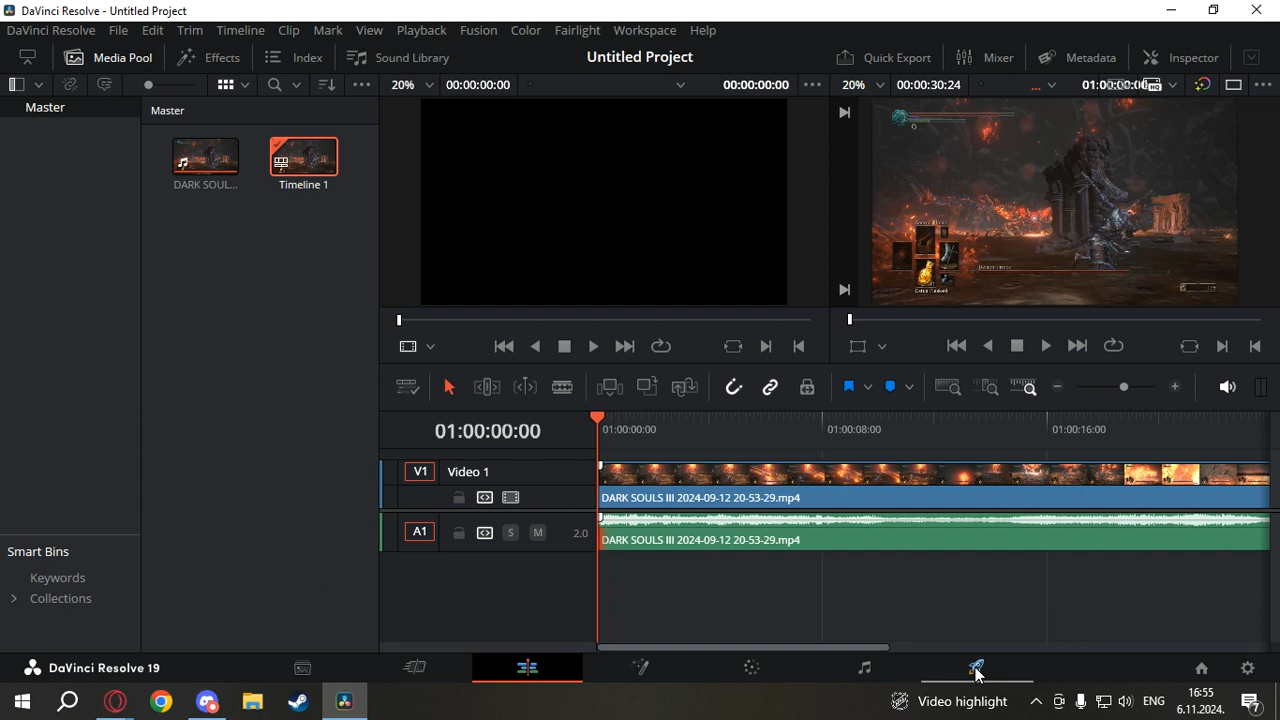 DaVinci Resolve - Untitled Project
DaVinci Resolve File Edit Trim Timeline Clip Mark View Playback Fusion Color Fairlight Workspace Help
Media Pool Effects Index Sound Library Untitled Project Quick Export Mixer Metadata Inspector
20% 00:00:00:00 00:00:00:00 20% 00:00:30:24 ...
Master Master
DARK SOUL... Timeline 1
01:00:00:00 01:00:00:00 01:00:08:00 01:00:16:00
V1 Video 1
DARK SOULS III 2024-09-12 20-53-29.mp4
A1 S M 2.0
DARK SOULS III 2024-09-12 20-53-29.mp4
Smart Bins
Keywords
Collections
DaVinci Resolve 19
Video highlight ENG 16:55
6.11.2024. 7